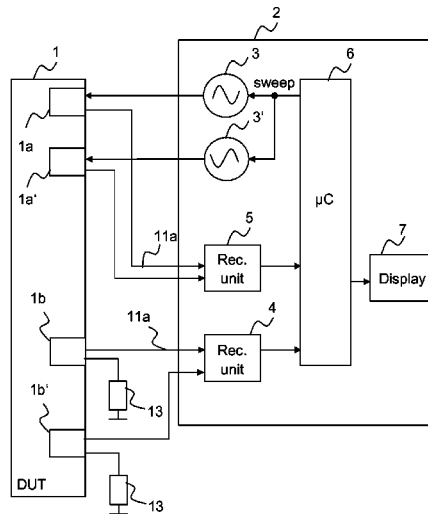 2
1
3
6
sweep
1a
3'
1a'
µC
11a
5
7
Rec.
unit
Display
1b
11a
4
1b'
Rec.
unit
13
DUT
13